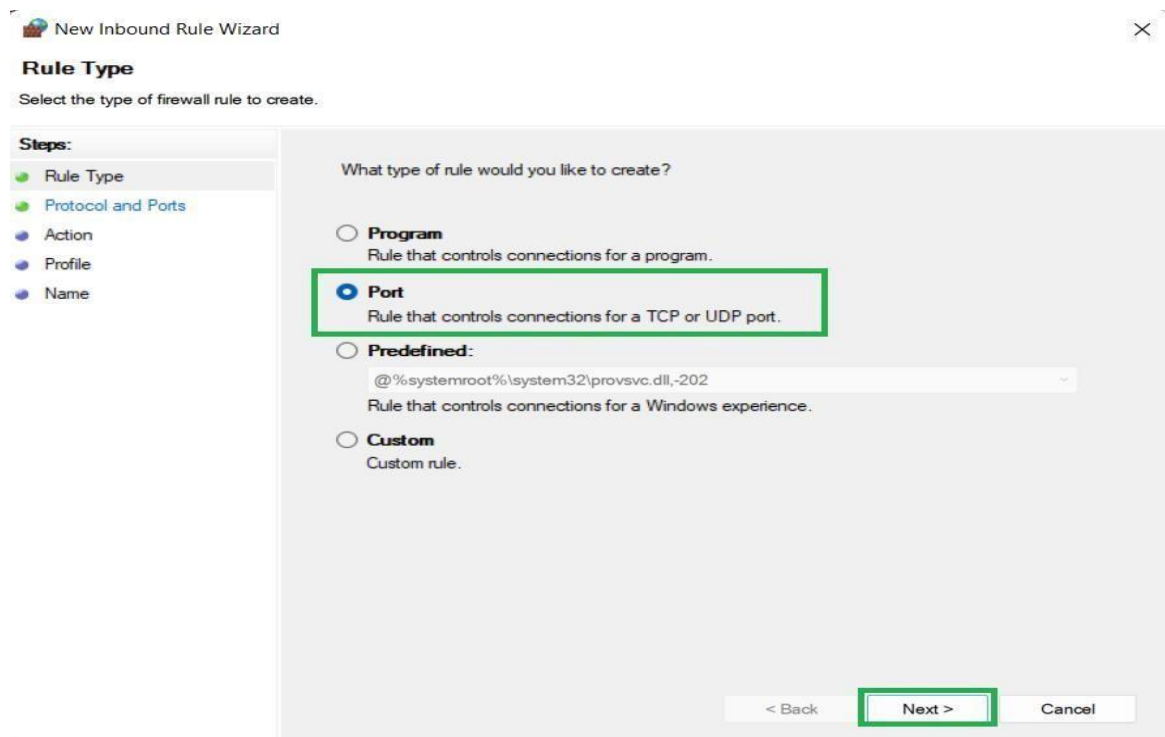 New Inbound Rule Wizard
Rule Type
Select the type of firewall rule to create.
Steps:
Rule Type
Protocol and Ports
Action
Profile
Name
What type of rule would you like to create?
Program
Rule that controls connections for a program.
Port
Rule that controls connections for a TCP or UDP port.
Predefined:
@%systemroot%\system32\provsvc.dll,-202
Rule that controls connections for a Windows experience.
Custom
Custom rule.
< Back
Next >
Cancel